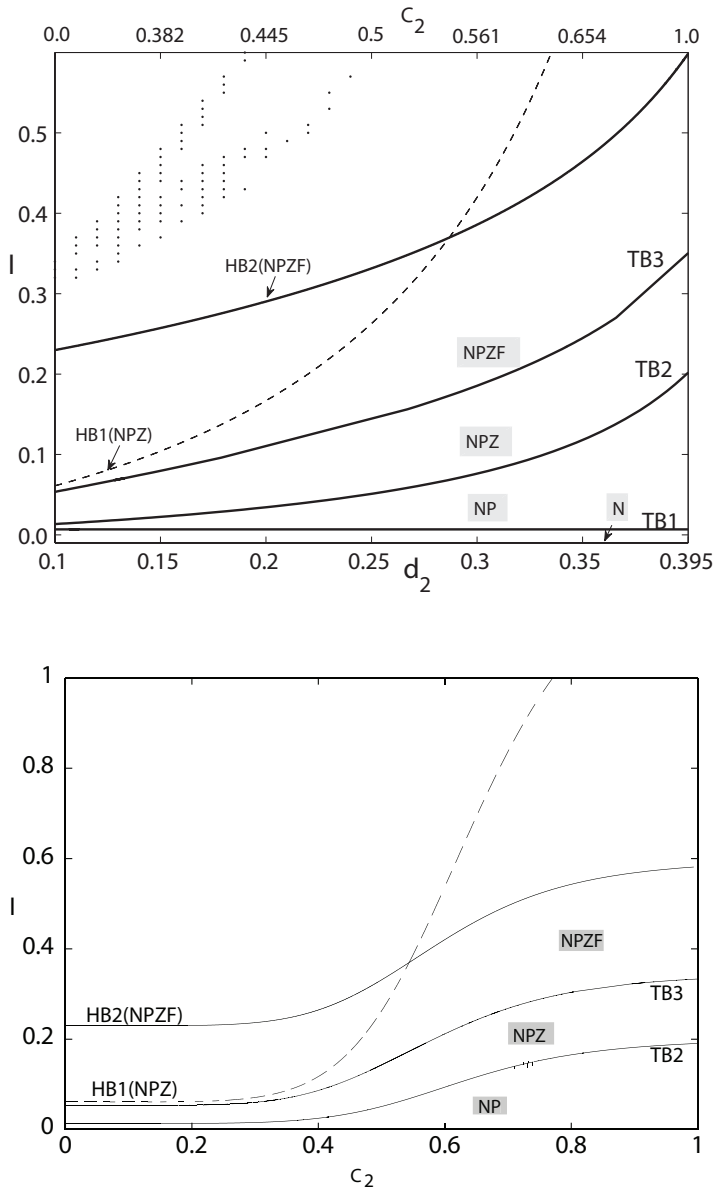 C2
0.0 0.382 0.445 0.5 0.561 0.654 1.0
0.5
0.4
I
HB2(NPZF)
TB3
0.3
NPZF
TB2
0.2
HB1(NPZ)
NPZ
0.1
NP N
TB1
0.0
0.1 0.15 0.2 0.25 0.3 0.35 0.395
d2
1
0.8
0.6
I
NPZF
0.4
TB3
HB2(NPZF)
0.2
NPZ
TB2
HB1(NPZ)
NP
0
0 0.2 0.4 0.6 0.8 1
C2